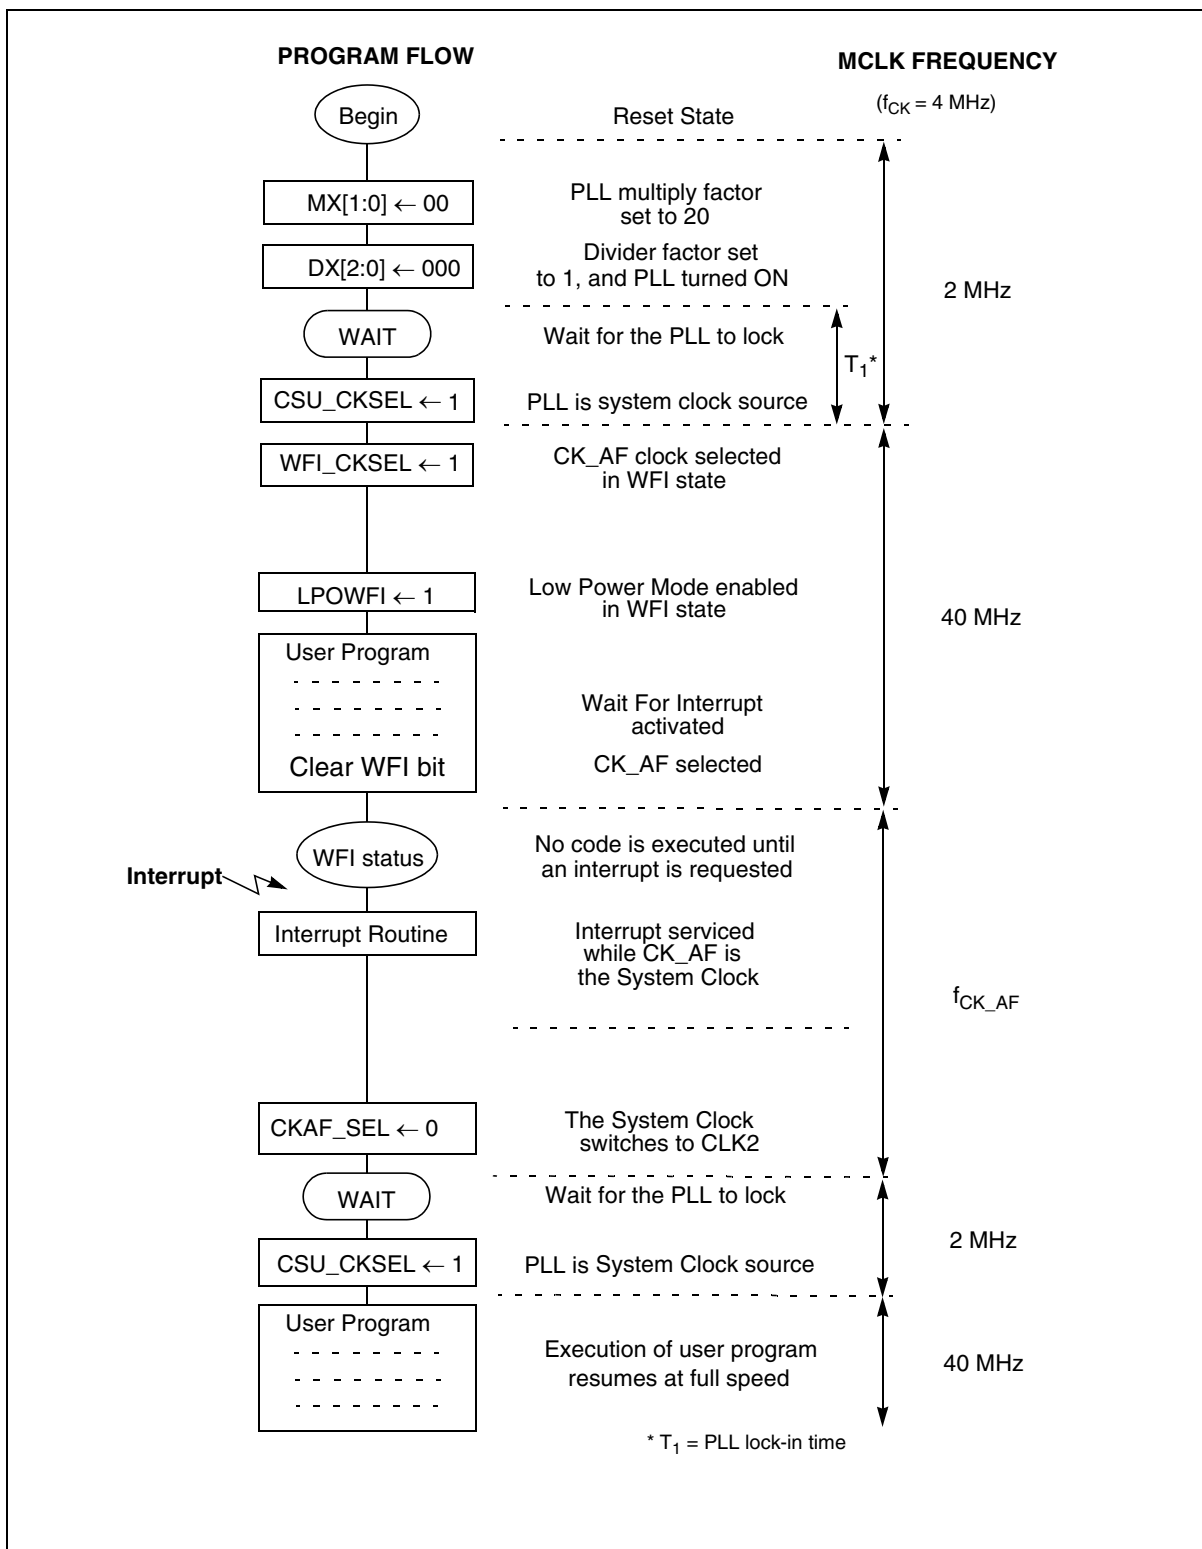 PROGRAM FLOW
MCLK FREQUENCY
(fCK = 4 MHz)
Begin
Reset State
MX[1:0] ← 00
PLL multiply factor
set to 20
DX[2:0] ← 000
Divider factor set
to 1, and PLL turned ON
2 MHz
WAIT
Wait for the PLL to lock
T1*
CSU_CKSEL ← 1
PLL is system clock source
WFI_CKSEL ← 1
CK_AF clock selected
in WFI state
LPOWFI ← 1
Low Power Mode enabled
in WFI state
40 MHz
User Program
Wait For Interrupt
activated
Clear WFI bit
CK_AF selected
WFI status
No code is executed until
an interrupt is requested
Interrupt
Interrupt Routine
Interrupt serviced
while CK_AF is
the System Clock
fCK_AF
CKAF_SEL ← 0
The System Clock
switches to CLK2
WAIT
Wait for the PLL to lock
2 MHz
CSU_CKSEL ← 1
PLL is System Clock source
User Program
Execution of user program
resumes at full speed
40 MHz
* T1 = PLL lock-in time